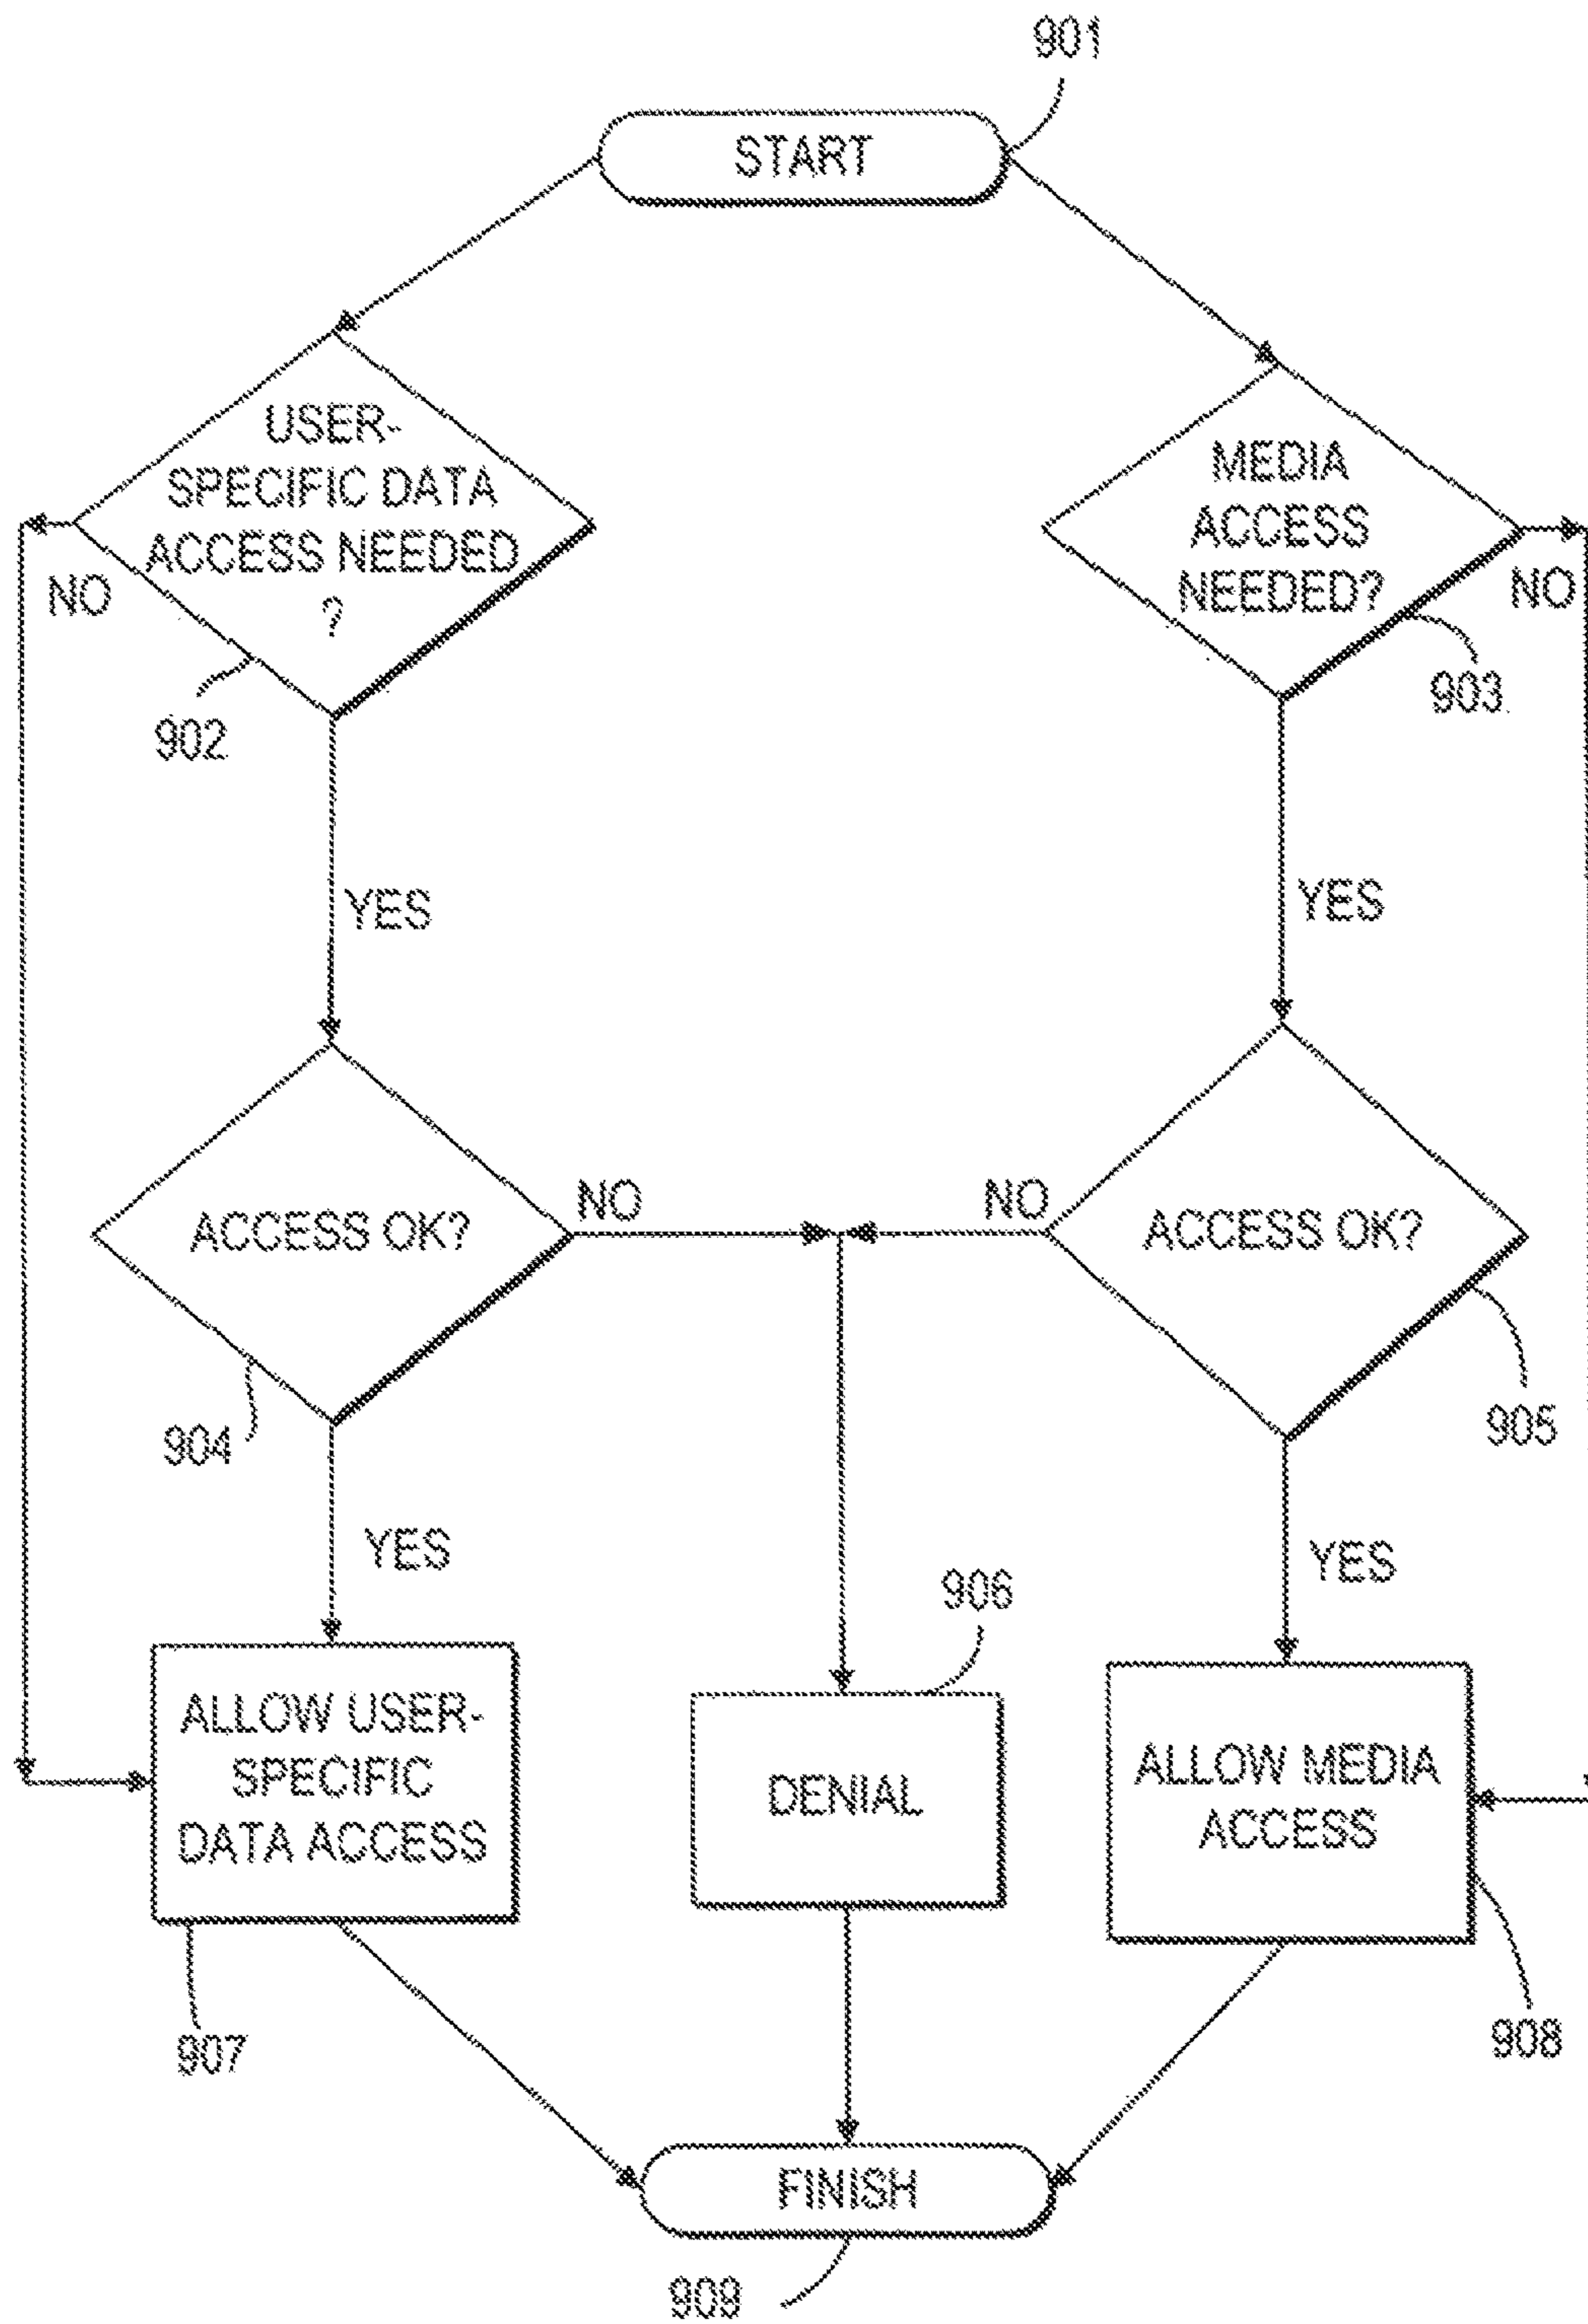 901
START
USER-
SPECIFIC DATA
ACCESS NEEDED
?
NO
902
MEDIA
ACCESS
NEEDED?
NO
903
YES
YES
ACCESS OK?
NO
904
NO
ACCESS OK?
905
YES
YES
906
ALLOW USER-
SPECIFIC
DATA ACCESS
907
DENIAL
ALLOW MEDIA
ACCESS
908
FINISH
909